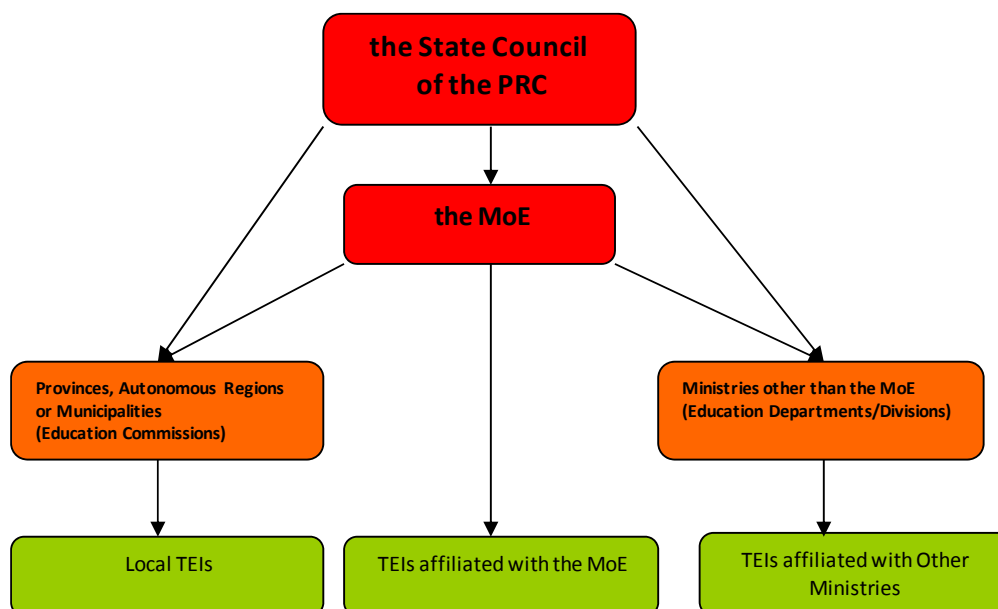 the State Council
of the PRC
the MoE
Provinces, Autonomous Regions
or Municipalities
(Education Commissions)
Ministries other than the MoE
(Education Departments/Divisions)
Local TEIs
TEIs affiliated with the MoE
TEIs affiliated with Other
Ministries